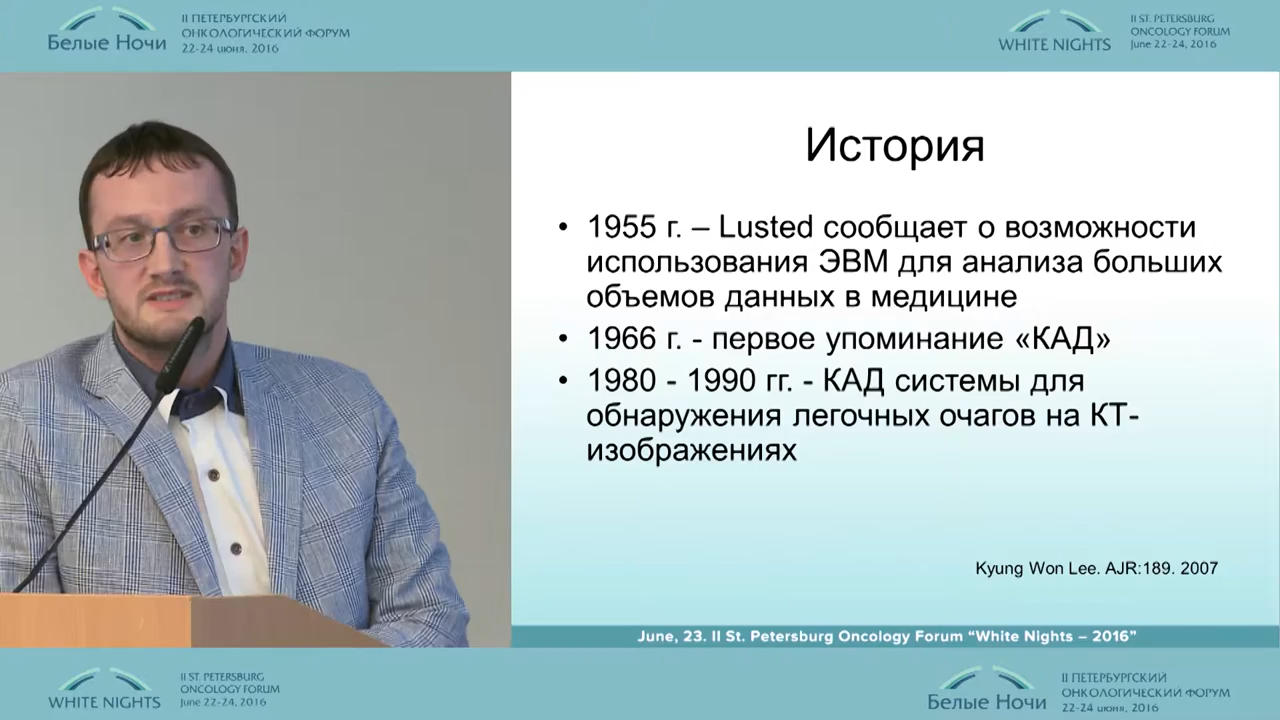 Белые Ночи
II ПЕТЕРБУРГСКИЙ
ОНКОЛОГИЧЕСКИЙ ФОРУМ
22-24 июня, 2016
WHITE NIGHTS
II ST. PETERSBURG
ONCOLOGY FORUM
June 22-24, 2016
История
• 1955 г. – Lusted сообщает о возможности
использования ЭВМ для анализа больших
объемов данных в медицине
• 1966 г. - первое упоминание «КАД»
• 1980 - 1990 гг. - КАД системы для
обнаружения легочных очагов на КТ-
изображениях
Kyung Won Lee. AJR:189. 2007
June, 23. II St. Petersburg Oncology Forum “White Nights – 2016”
WHITE NIGHTS
II ST. PETERSBURG
ONCOLOGY FORUM
June 22-24, 2016
Белые Ночи
II ПЕТЕРБУРГСКИЙ
ОНКОЛОГИЧЕСКИЙ ФОРУМ
22-24 июня, 2016